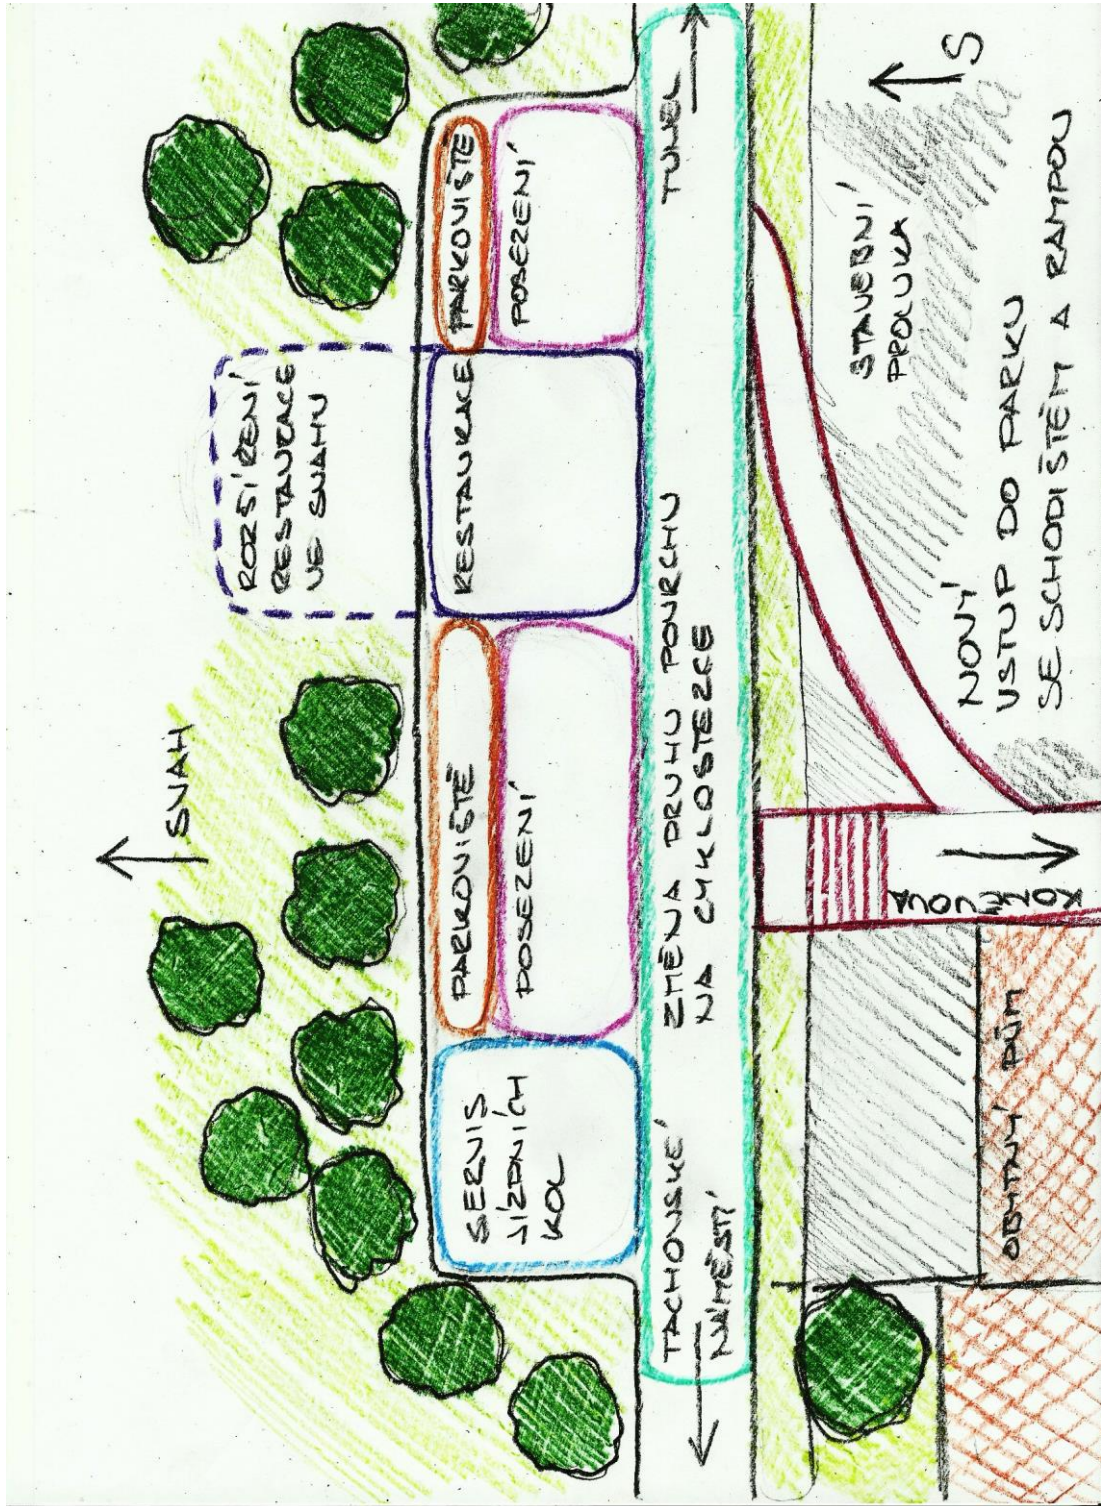 SVAH
ROZŠÍŘENÍ
RESTAURACE
VE SVAHU
SERVIS
JÍZDNÍCH
KOL
PARKOVIŠTĚ
POSEZENÍ
RESTAURACE
PARKOVIŠTĚ
POSEZENÍ
TACHOVSKÉ
NÁMĚSTÍ
ZMĚNA DRUHU POVRCHU
NA CYKLOSTEZCE
TUNEL
S
STAVEBNÍ
PROLUKA
KONĚVOVA
OBYTNÝ DŮM
NOVÝ
VSTUP DO PARKU
SE SCHODIŠTĚM A RAMPOU